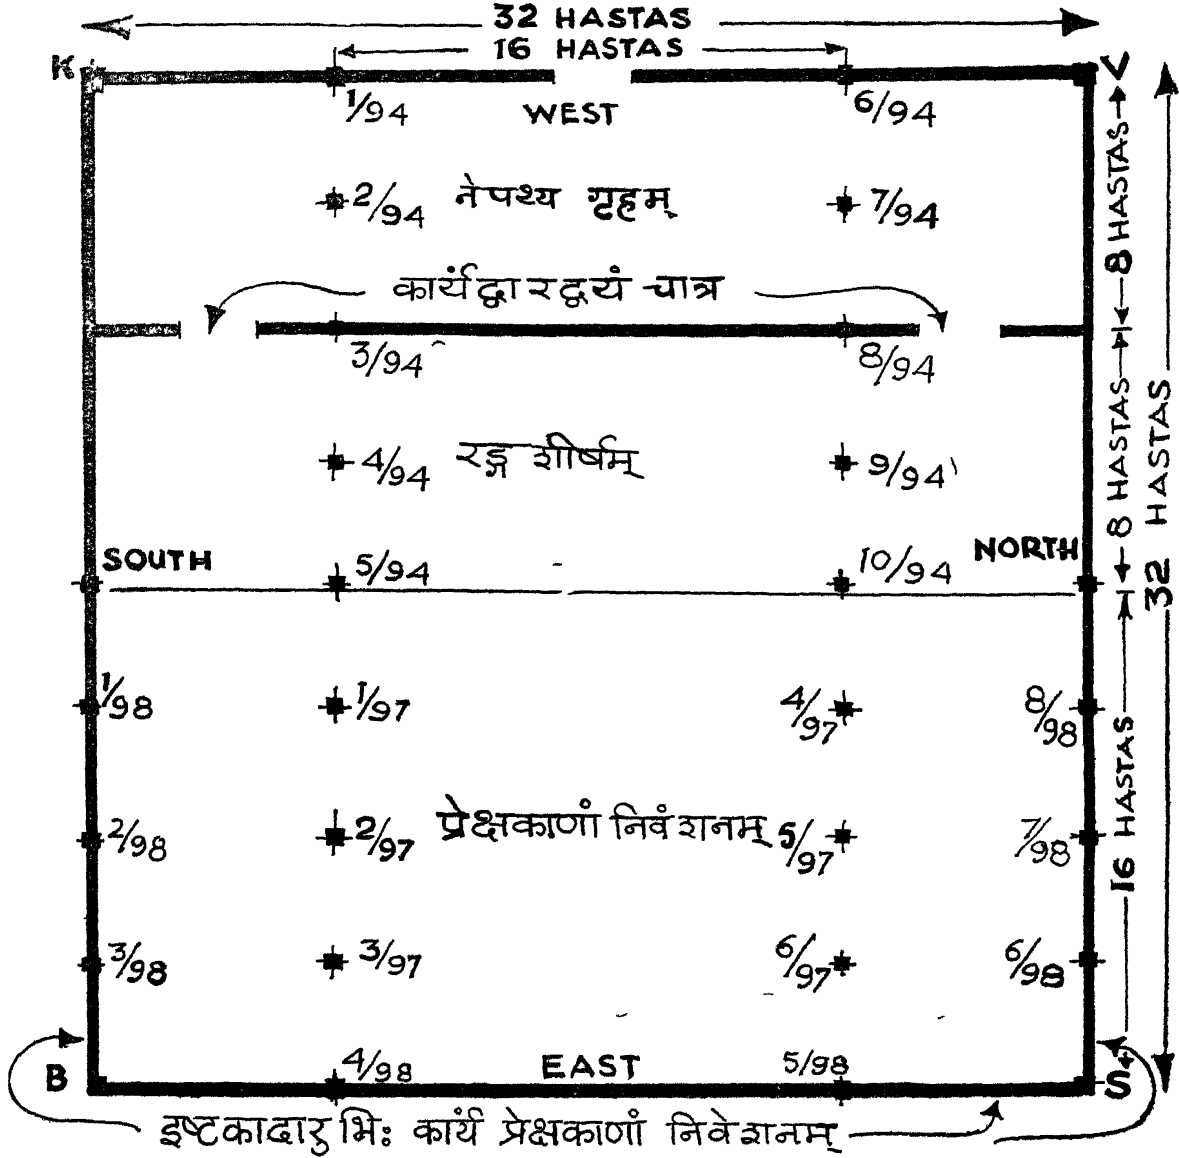 32 HASTAS
16 HASTAS
K
V
1/94
WEST
6/94
2/94
नेपथ्य गृहम्
7/94
8 HASTAS
कार्यंद्वारद्वयं चात्र
3/94
8/94
4/94
रङ्ग शीर्षम्
9/94
8 HASTAS
32 HASTAS
SOUTH
5/94
10/94
NORTH
1/98
1/97
4/97
8/98
2/98
2/97
प्रेक्षकाणां निवंशनम्
5/97
7/98
16 HASTAS
3/98
3/97
6/97
6/98
B
4/98
EAST
5/98
S
इष्टकादारुभिः कार्यं प्रेक्षकाणां निवेशनम्